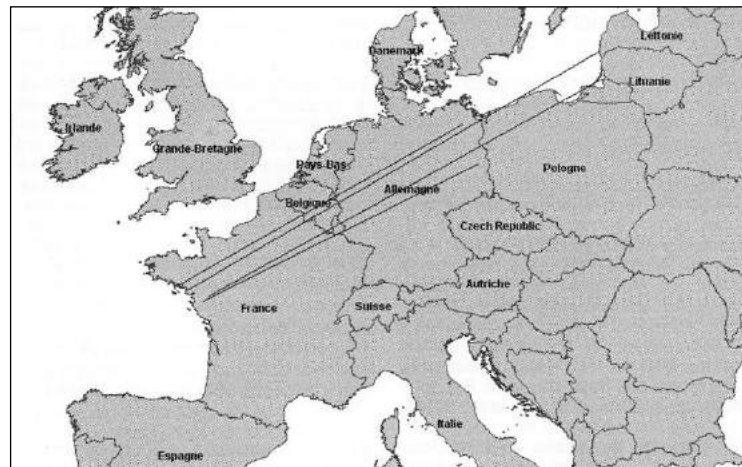 Lettonie
Danemark
Lituanie
Irlande
Grande-Bretagne
Pays-Bas
Pologne
Allemagne
Belgique
Czech Republic
Autriche
Suisse
France
Italie
Espagne